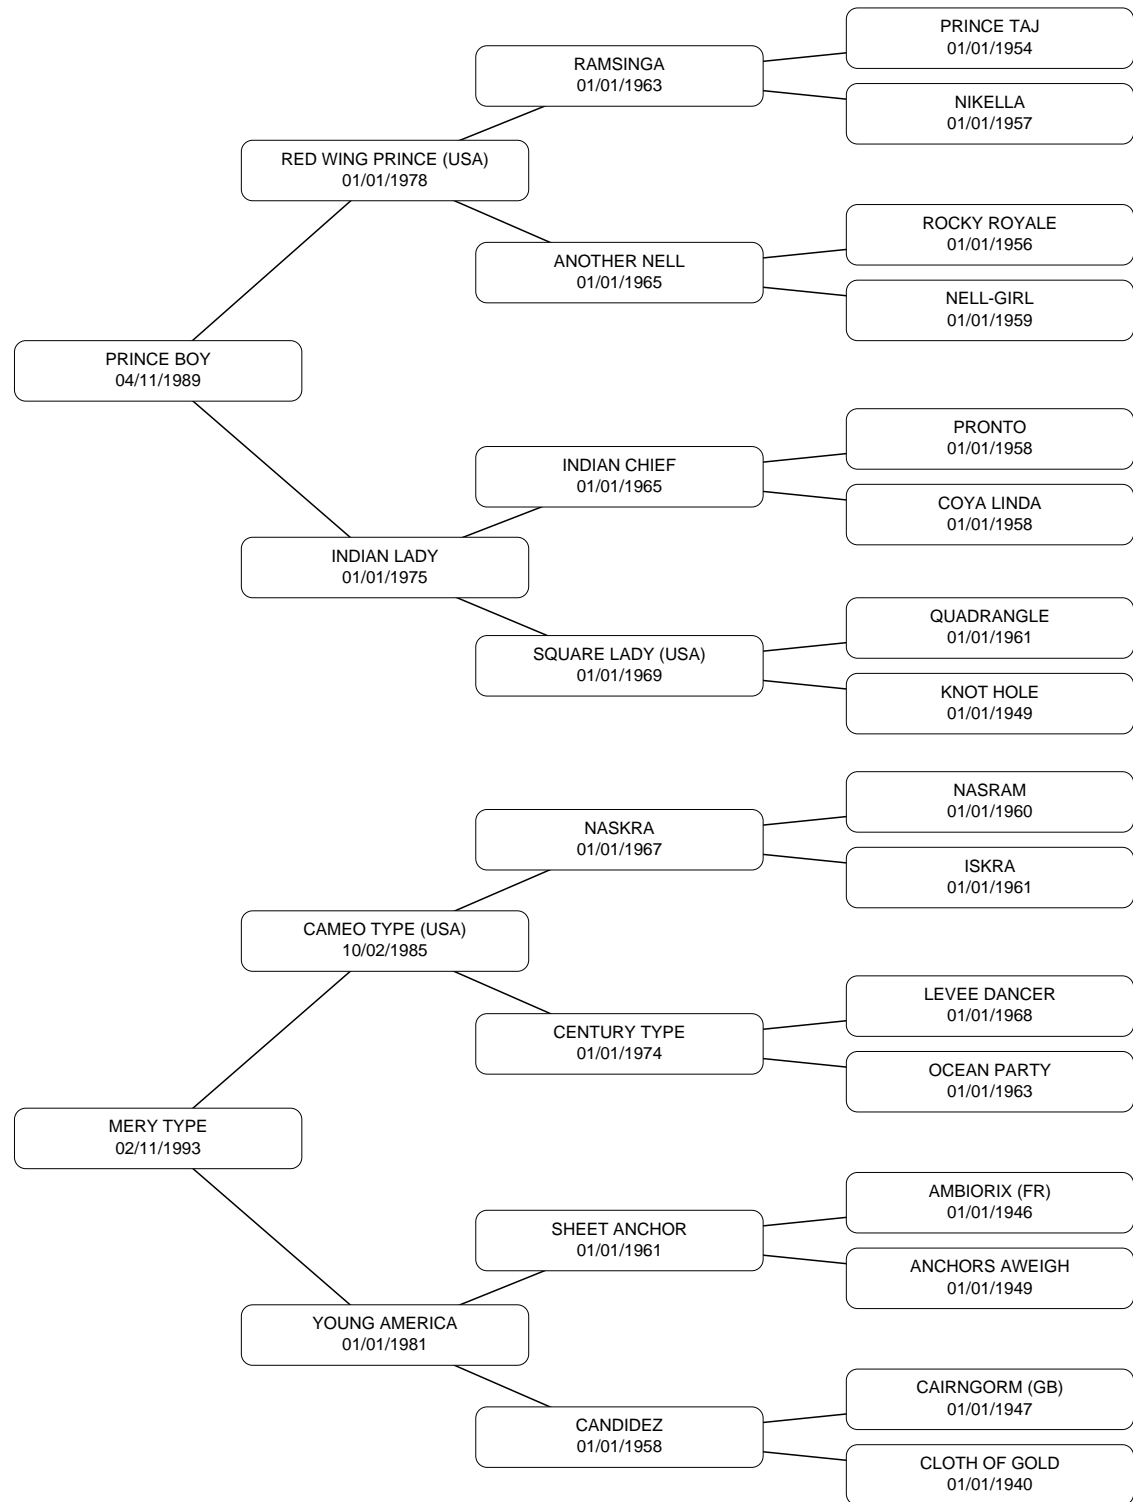 PRINCE TAJ
01/01/1954
RAMSINGA
01/01/1963
NIKELLA
01/01/1957
RED WING PRINCE (USA)
01/01/1978
ROCKY ROYALE
01/01/1956
ANOTHER NELL
01/01/1965
NELL-GIRL
01/01/1959
PRINCE BOY
04/11/1989
PRONTO
01/01/1958
INDIAN CHIEF
01/01/1965
COYA LINDA
01/01/1958
INDIAN LADY
01/01/1975
QUADRANGLE
01/01/1961
SQUARE LADY (USA)
01/01/1969
KNOT HOLE
01/01/1949
NASRAM
01/01/1960
NASKRA
01/01/1967
ISKRA
01/01/1961
CAMEO TYPE (USA)
10/02/1985
LEVEE DANCER
01/01/1968
CENTURY TYPE
01/01/1974
OCEAN PARTY
01/01/1963
MERY TYPE
02/11/1993
AMBIORIX (FR)
01/01/1946
SHEET ANCHOR
01/01/1961
ANCHORS AWEIGH
01/01/1949
YOUNG AMERICA
01/01/1981
CAIRNGORM (GB)
01/01/1947
CANDIDEZ
01/01/1958
CLOTH OF GOLD
01/01/1940